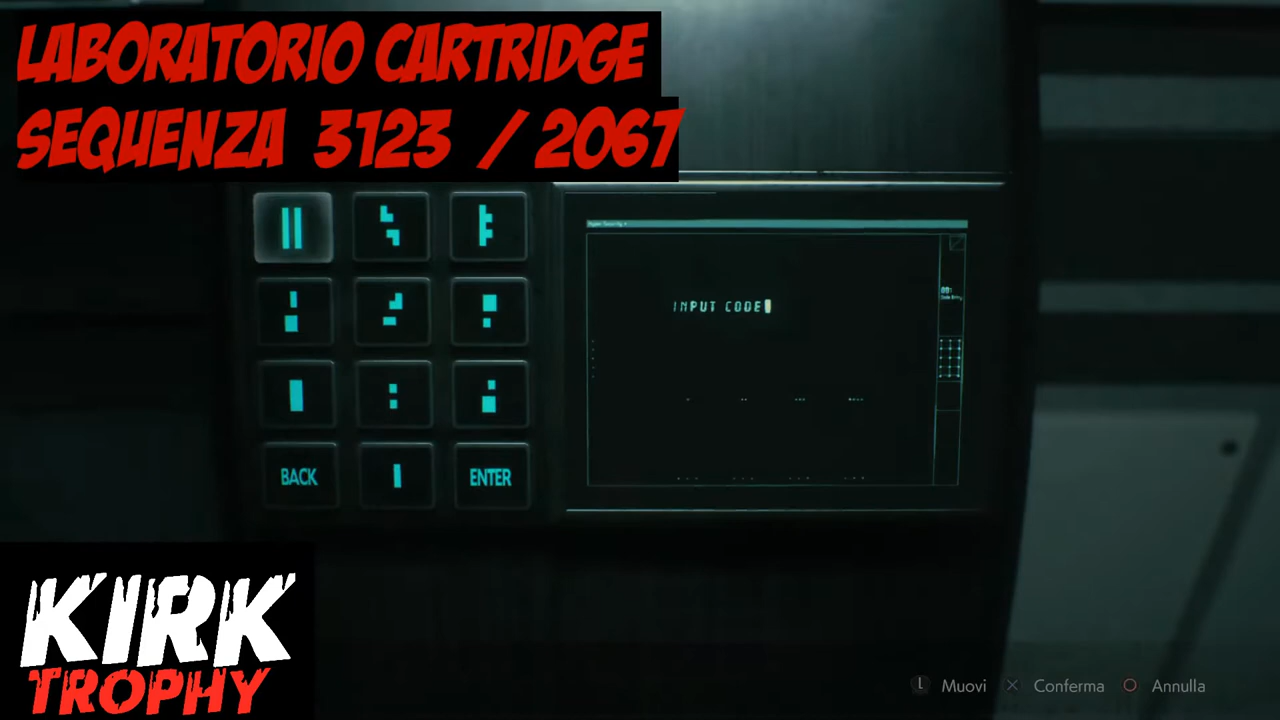 LABORATORIO CARTRIDGE
SEQUENZA 3123 / 2067
INPUT CODE
BACK
ENTER
KIRK
TROPHY
L Muovi Conferma Annulla